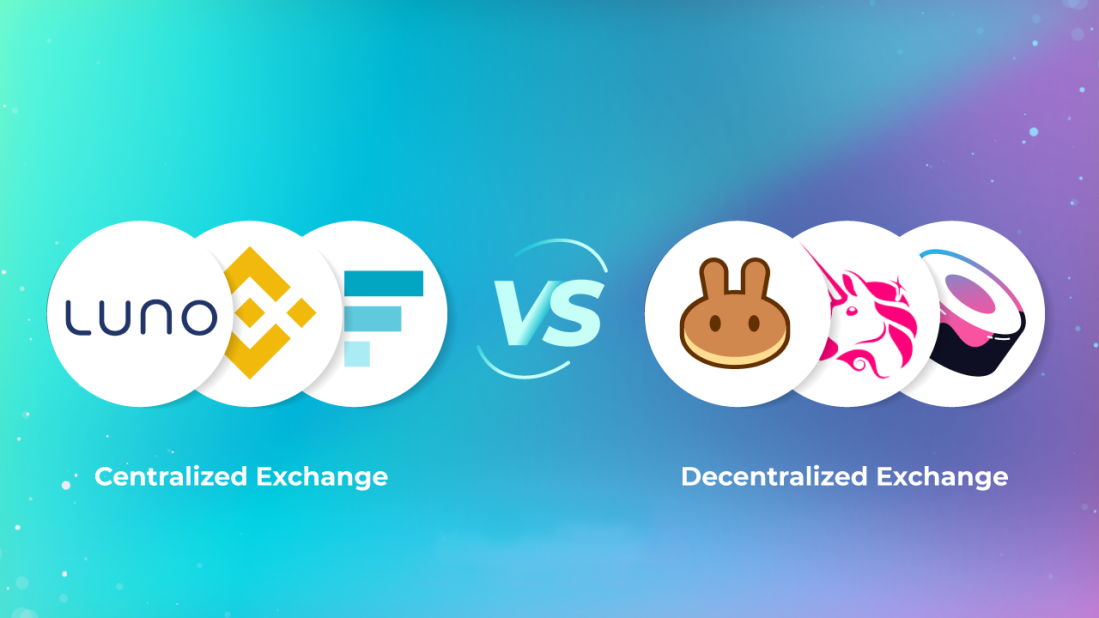 LUNO
VS
Centralized Exchange
Decentralized Exchange